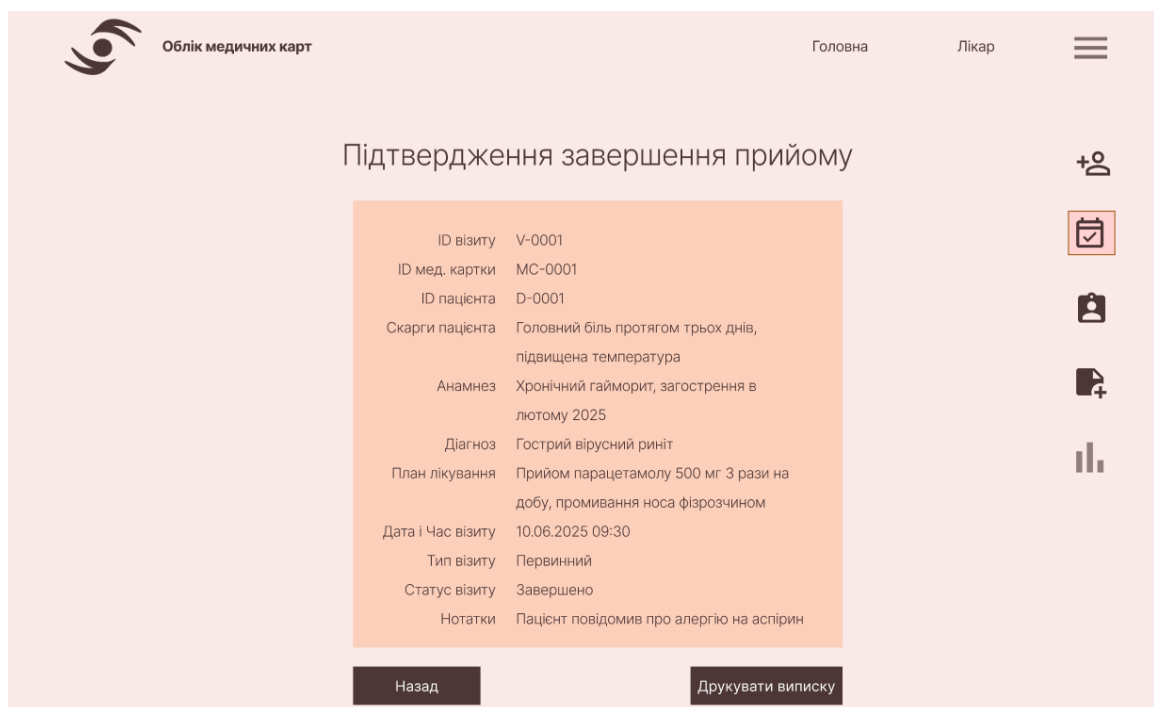 Облік медичних карт
Головна
Лікар
Підтвердження завершення прийому
ID візиту V-0001
ID мед. картки MC-0001
ID пацієнта D-0001
Скарги пацієнта Головний біль протягом трьох днів,
підвищена температура
Анамнез Хронічний гайморит, загострення в
лютому 2025
Діагноз Гострий вірусний риніт
План лікування Прийом парацетамолу 500 мг 3 рази на
добу, промивання носа фізрозчином
Дата і Час візиту 10.06.2025 09:30
Тип візиту Первинний
Статус візиту Завершено
Нотатки Пацієнт повідомив про алергію на аспірин
Назад
Друкувати виписку